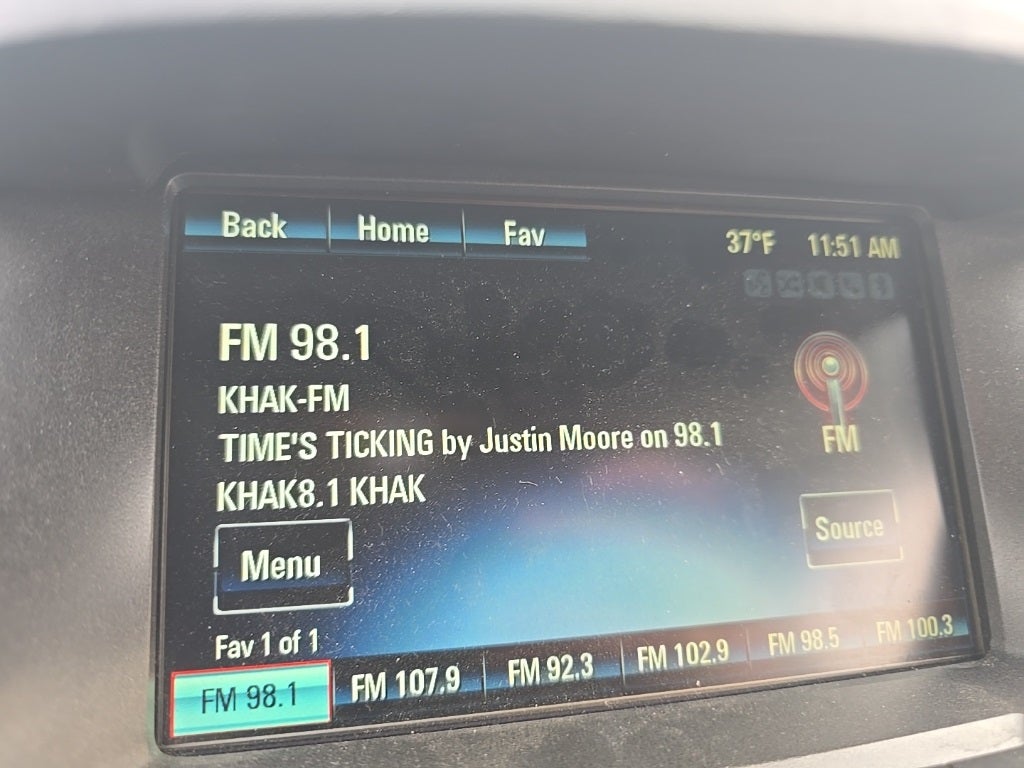 Back Home Fav 37°F 11:51 AM
FM 98.1
KHAK-FM
TIME'S TICKING by Justin Moore on 98.1
KHAK8.1 KHAK
FM
Menu
Source
Fav 1 of 1
FM 98.1 FM 107.9 FM 92.3 FM 102.9 FM 98.5 FM 100.3